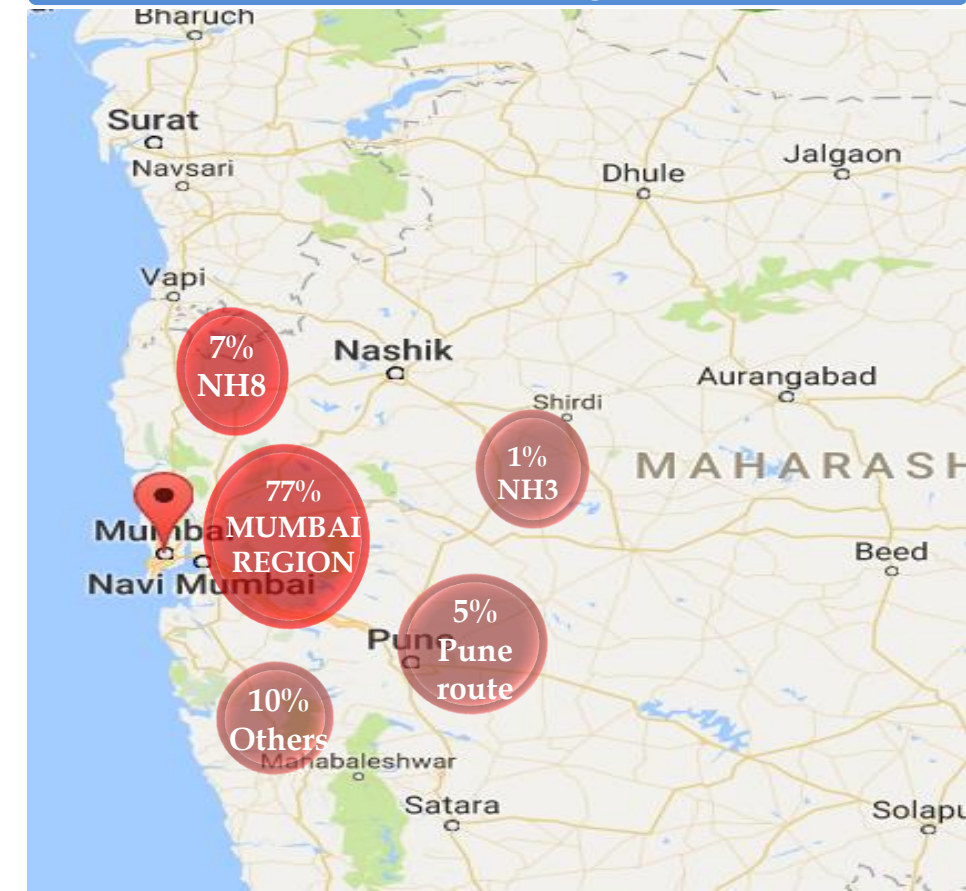 Bharuch
Surat
Navsari
Dhule
Jalgaon
Vapi
7%
NH8
Nashik
Aurangabad
Shirdi
1%
NH3
MAHARASH
77%
MUMBAI
REGION
Mumbai
Navi Mumbai
Beed
5%
Pune
route
Pune
10%
Others
Mahabaleshwar
Satara
Solapu